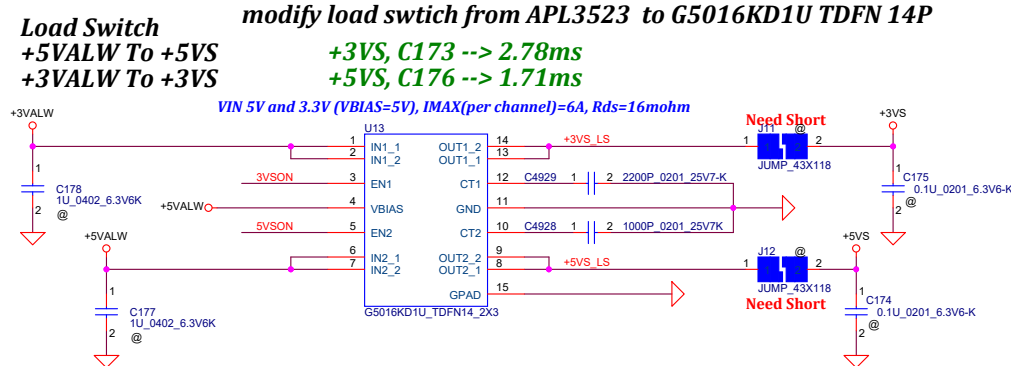 modify load swtich from APL3523 to G5016KD1U TDFN 14P
Load Switch
+5VALW To +5VS
+3VALW To +3VS
+3VS, C173 --> 2.78ms
+5VS, C176 --> 1.71ms
VIN 5V and 3.3V (VBIAS=5V), IMAX(per channel)=6A, Rds=16mohm
+3VALW
U13
Need Short
J11
@
+3VS
1
IN1_1
OUT1_2
14
+3VS_LS
1
1
2
2
2
IN1_2
OUT1_1
13
JUMP_43X118
3VSON
3
EN1
CT1
12
C4929
1
2
2200P_0201_25V7-K
1
C178
1U_0402_6.3V6K
2
@
1
C175
0.1U_0201_6.3V6-K
2
@
+5VALW
4
VBIAS
GND
11
5VSON
5
EN2
CT2
10
C4928
1
2
1000P_0201_25V7K
+5VALW
6
IN2_1
OUT2_2
9
J12
@
+5VS
7
IN2_2
OUT2_1
8
+5VS_LS
1
1
2
2
JUMP_43X118
Need Short
GPAD
15
G5016KD1U_TDFN14_2X3
1
C177
1U_0402_6.3V6K
2
@
1
C174
0.1U_0201_6.3V6-K
2
@